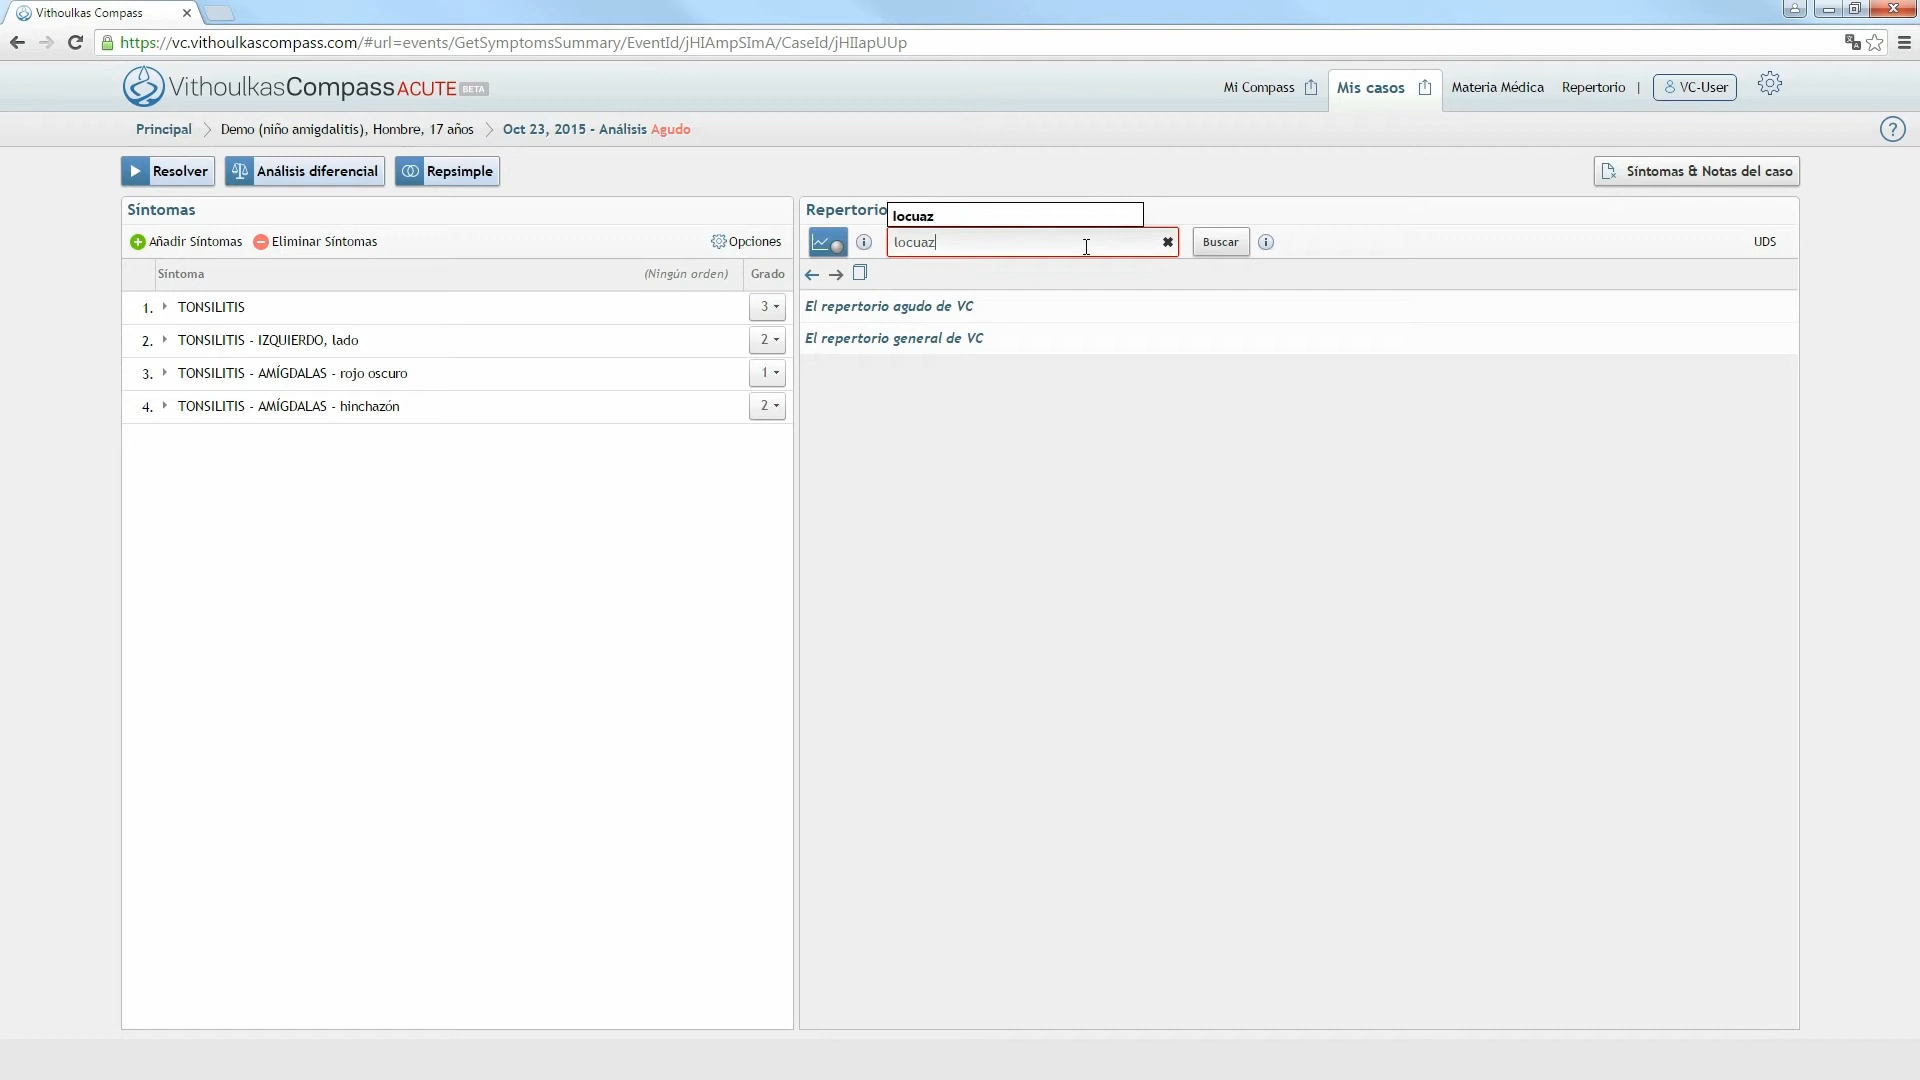 Vithoulkas Compass
https://vc.vithoulkascompass.com/#url=events/GetSymptomsSummary/EventId/jHIAmpSImA/CaseId/jHIIapUUp
VithoulkasCompass ACUTE BETA
Mi Compass
Mis casos
Materia Médica
Repertorio |
VC-User
Principal
Demo (niño amigdalitis), Hombre, 17 años
Oct 23, 2015 - Análisis Agudo
?
Resolver
Análisis diferencial
Repsimple
Síntomas & Notas del caso
Síntomas
Añadir Síntomas
Eliminar Síntomas
Opciones
Síntoma
(Ningún orden)
Grado
1. TONSILITIS 3
2. TONSILITIS - IZQUIERDO, lado 2
3. TONSILITIS - AMÍGDALAS - rojo oscuro 1
4. TONSILITIS - AMÍGDALAS - hinchazón 2
Repertorio
locuaz
locuaz
Buscar
UDS
El repertorio agudo de VC
El repertorio general de VC